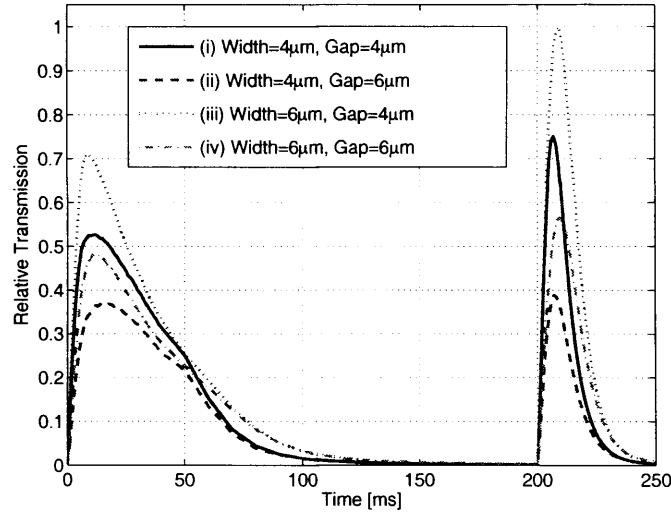 1
0.9
0.8
0.7
0.6
0.5
0.4
0.3
0.2
0.1
0
Relative Transmission
(i) Width=4µm, Gap=4µm
(ii) Width=4µm, Gap=6µm
(iii) Width=6µm, Gap=4µm
(iv) Width=6µm, Gap=6µm
0 50 100 150 200 250
Time [ms]